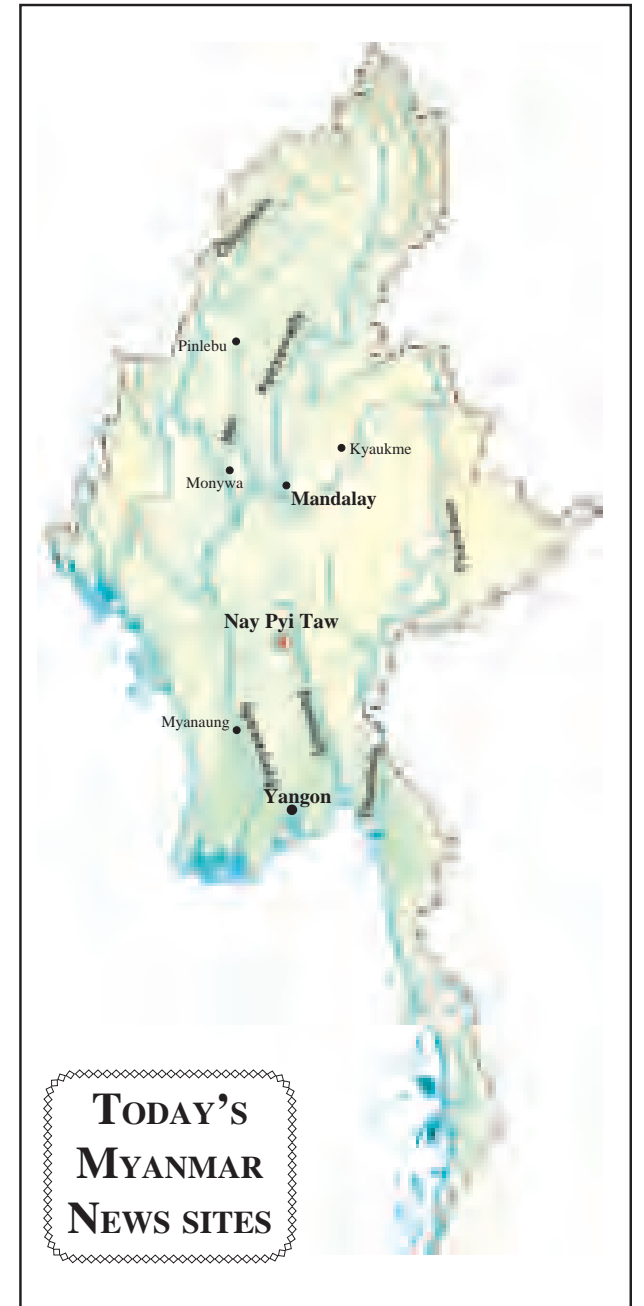 Pinlebu
Kyaukme
Monywa
Mandalay
Nay Pyi Taw
Myanaung
Yangon
TODAY'S
MYANMAR
NEWS SITES